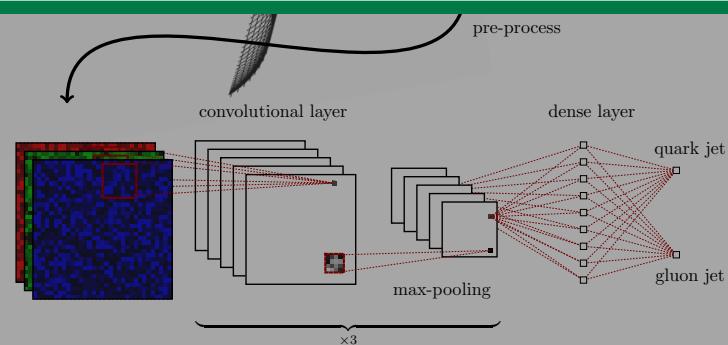 pre-process
convolutional layer
dense layer
quark jet
gluon jet
max-pooling
×3